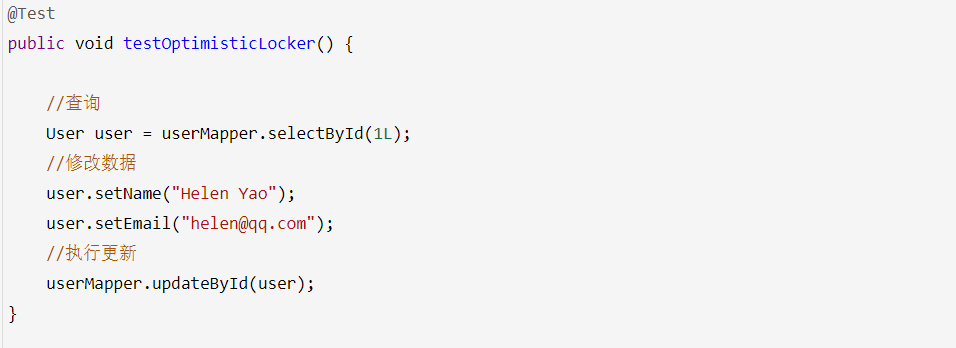 @Test
public void testOptimisticLocker() {
//查询
User user = userMapper.selectById(1L);
//修改数据
user.setName("Helen Yao");
user.setEmail("helen@qq.com");
//执行更新
userMapper.updateById(user);
}